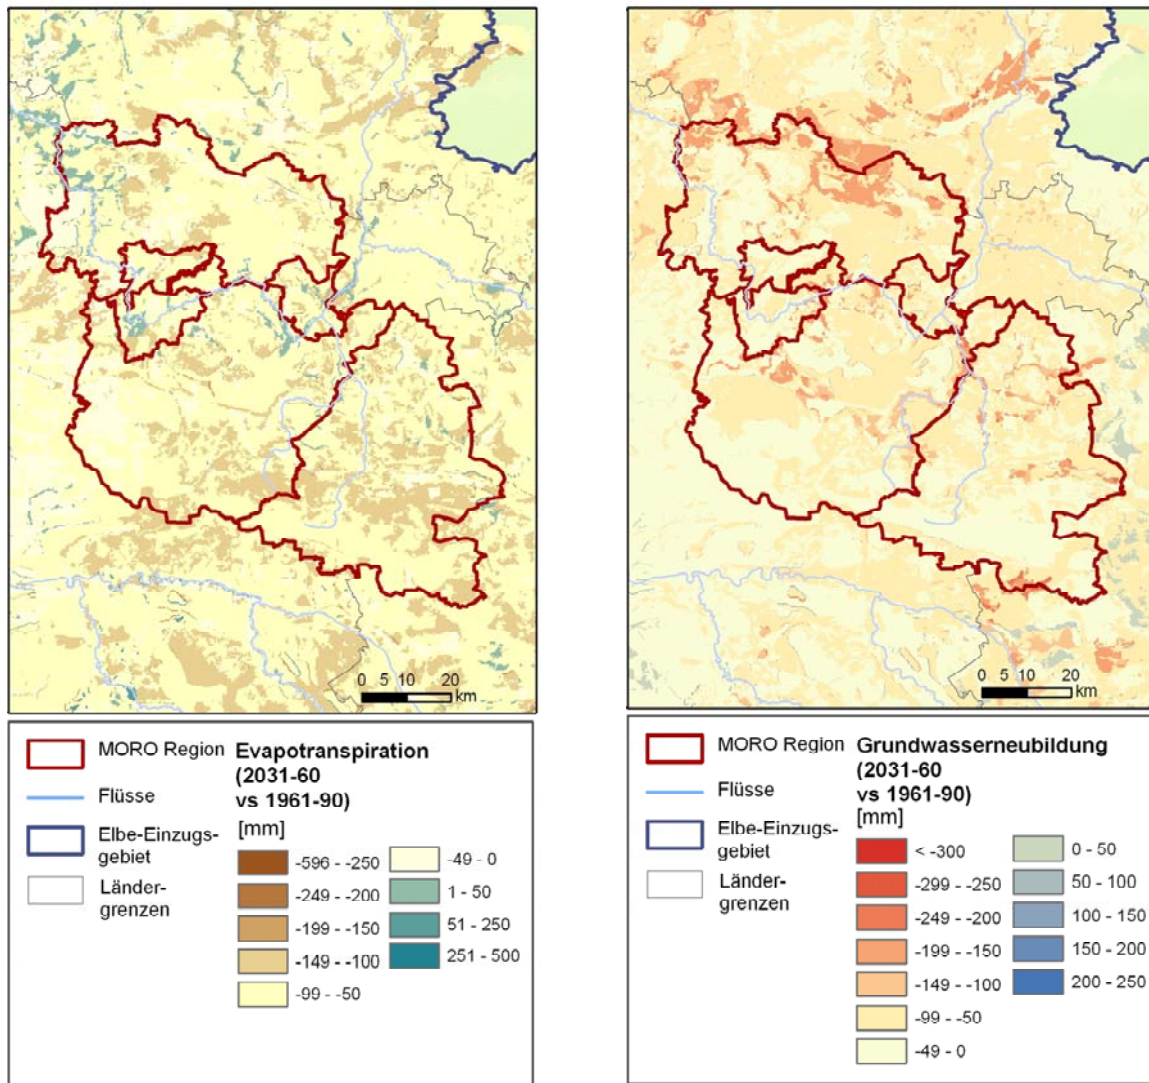 0 5 10 20
km
MORO Region
Flüsse
Elbe-Einzugs-
gebiet
Länder-
grenzen
Evapotranspiration
(2031-60
vs 1961-90)
[mm]
-596 - -250
-249 - -200
-199 - -150
-149 - -100
-99 - -50
-49 - 0
1 - 50
51 - 250
251 - 500
0 5 10 20
km
MORO Region
Flüsse
Elbe-Einzugs-
gebiet
Länder-
grenzen
Grundwasserneubildung
(2031-60
vs 1961-90)
[mm]
< -300
-299 - -250
-249 - -200
-199 - -150
-149 - -100
-99 - -50
-49 - 0
0 - 50
50 - 100
100 - 150
150 - 200
200 - 250